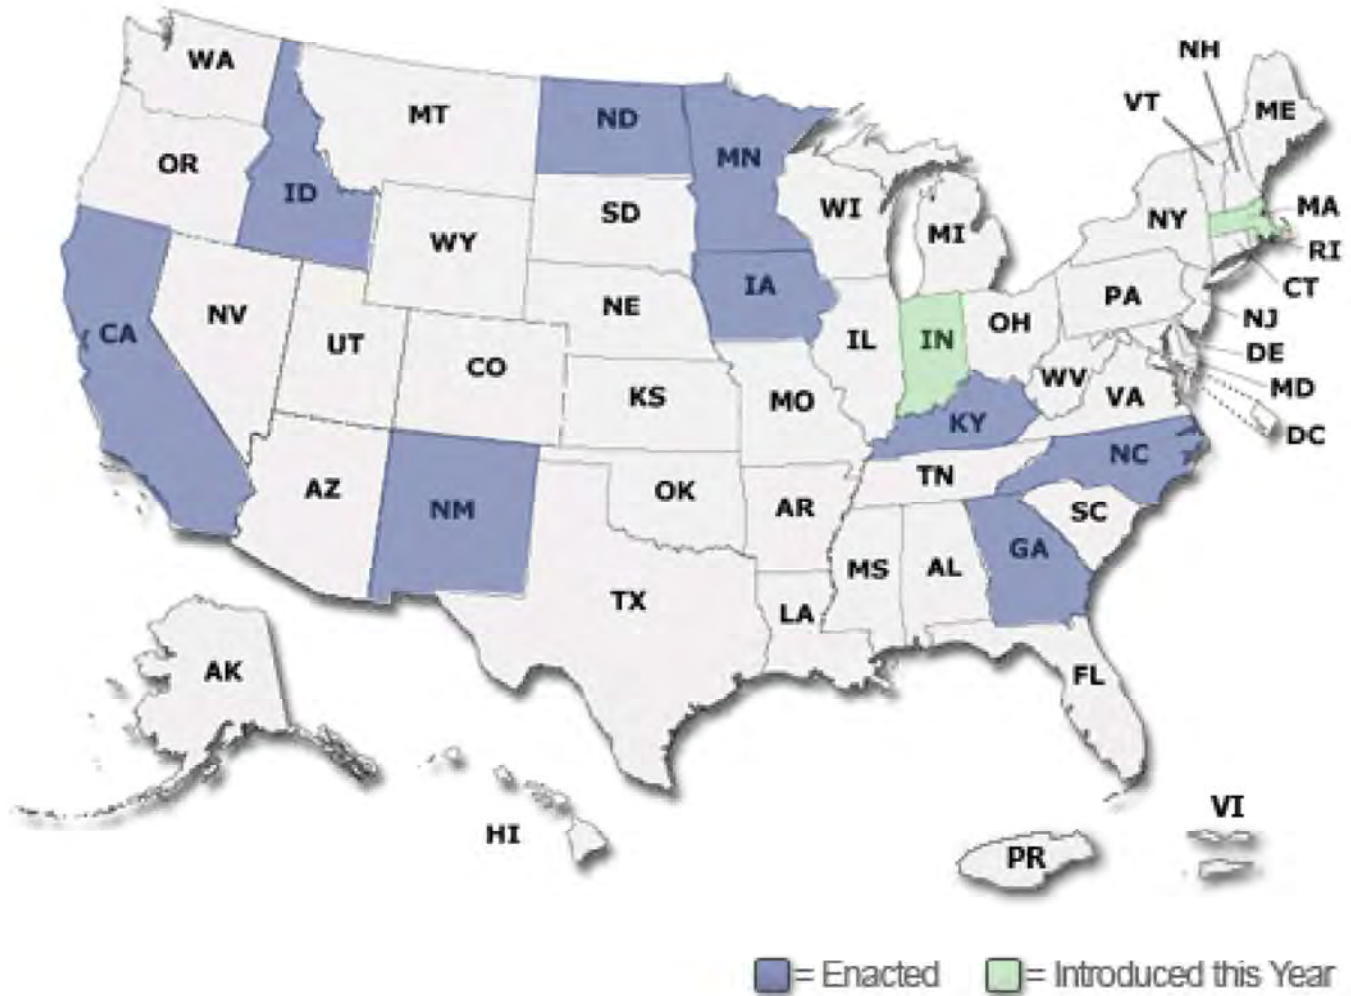 NH
WA
ME
MT
VT
ND
MN
OR
ID
SD
WI
NY
MA
MI
WY
RI
IA
CT
PA
NE
NV
NJ
CA
OH
IL
IN
UT
DE
CO
WV
MD
KS
VA
MO
KY
DC
NC
TN
AZ
OK
NM
AR
SC
GA
MS
AL
TX
LA
AK
FL
VI
HI
PR
= Enacted
= Introduced this Year